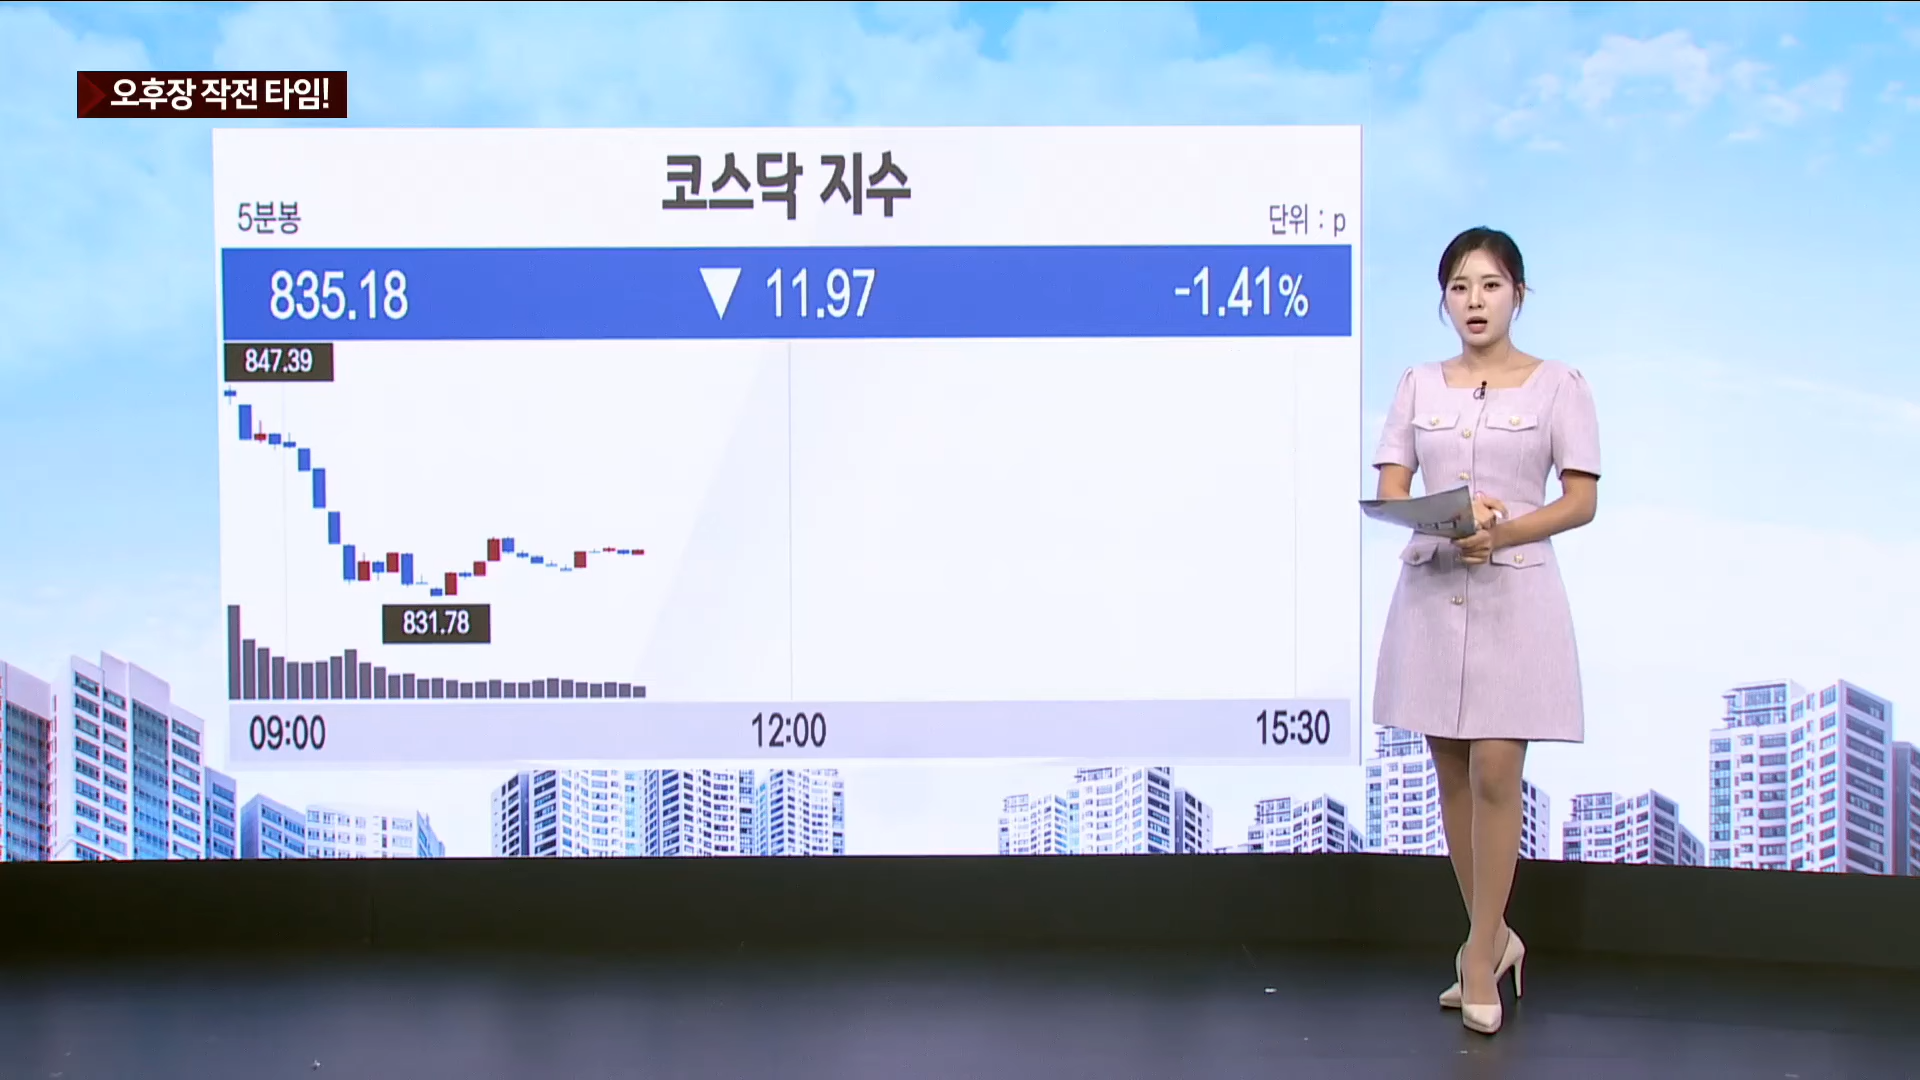 오후장 작전 타임!
코스닥 지수
5분봉
단위 : p
835.18 ▼ 11.97 -1.41%
847.39
831.78
09:00 12:00 15:30